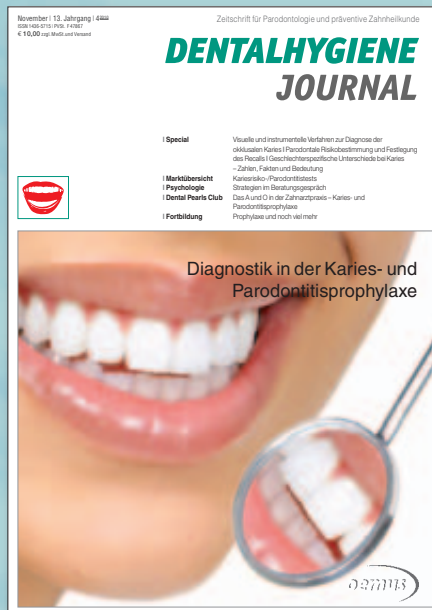 November I 13. Jahrgang I 4
ISSN 1436-5715 I PVSt. F 47867
€ 10,00 zzgl. MwSt. und Versand
Zeitschrift für Parodontologie und präventive Zahnheilkunde
DENTALHYGIENE
JOURNAL
I Special Visuelle und instrumentelle Verfahren zur Diagnose der
okklusalen Karies I Parodontale Risikobestimmung und Festlegung
des Recalls I Geschlechterspezifische Unterschiede bei Karies
– Zahlen, Fakten und Bedeutung
I Marktübersicht Kariesrisiko-/Parodontitistests
I Psychologie Strategien im Beratungsgespräch
I Dental Pearls Club Das A und O in der Zahnarztpraxis – Karies- und
Parodontitisprophylaxe
I Fortbildung Prophylaxe und noch viel mehr
Diagnostik in der Karies- und
Parodontitisprophylaxe
oemus